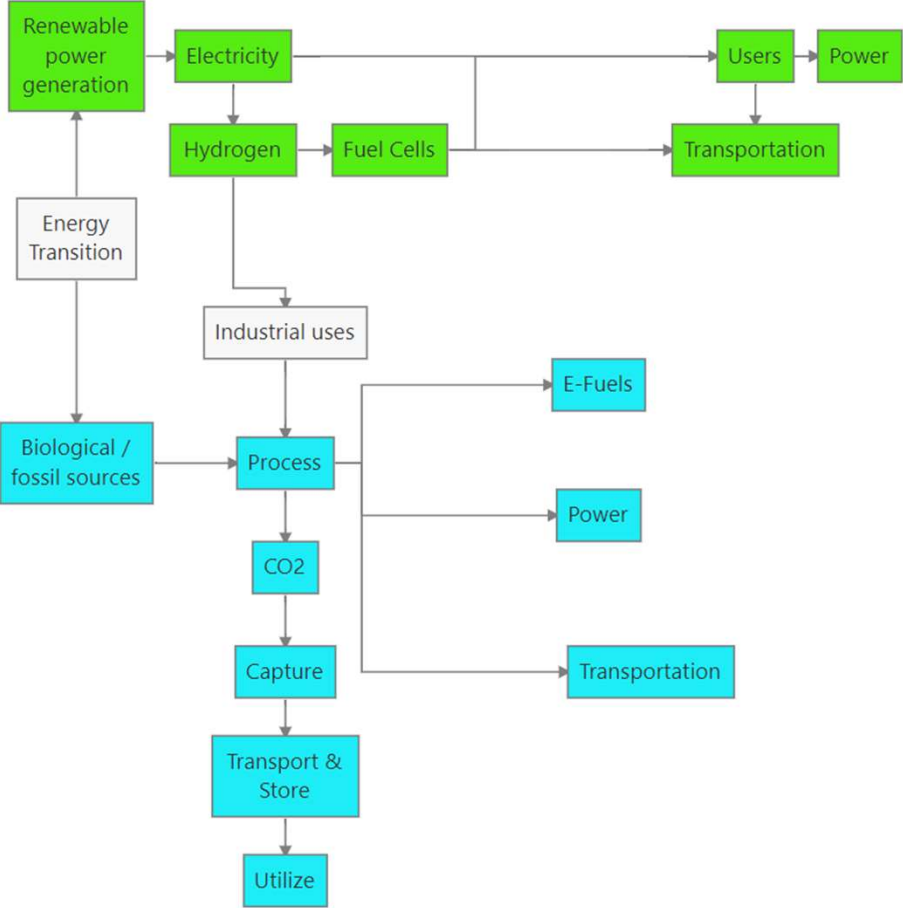 Renewable
power
generation
Electricity
Users
Power
Hydrogen
Fuel Cells
Transportation
Energy
Transition
Industrial uses
E-Fuels
Biological /
fossil sources
Process
Power
CO2
Capture
Transportation
Transport &
Store
Utilize